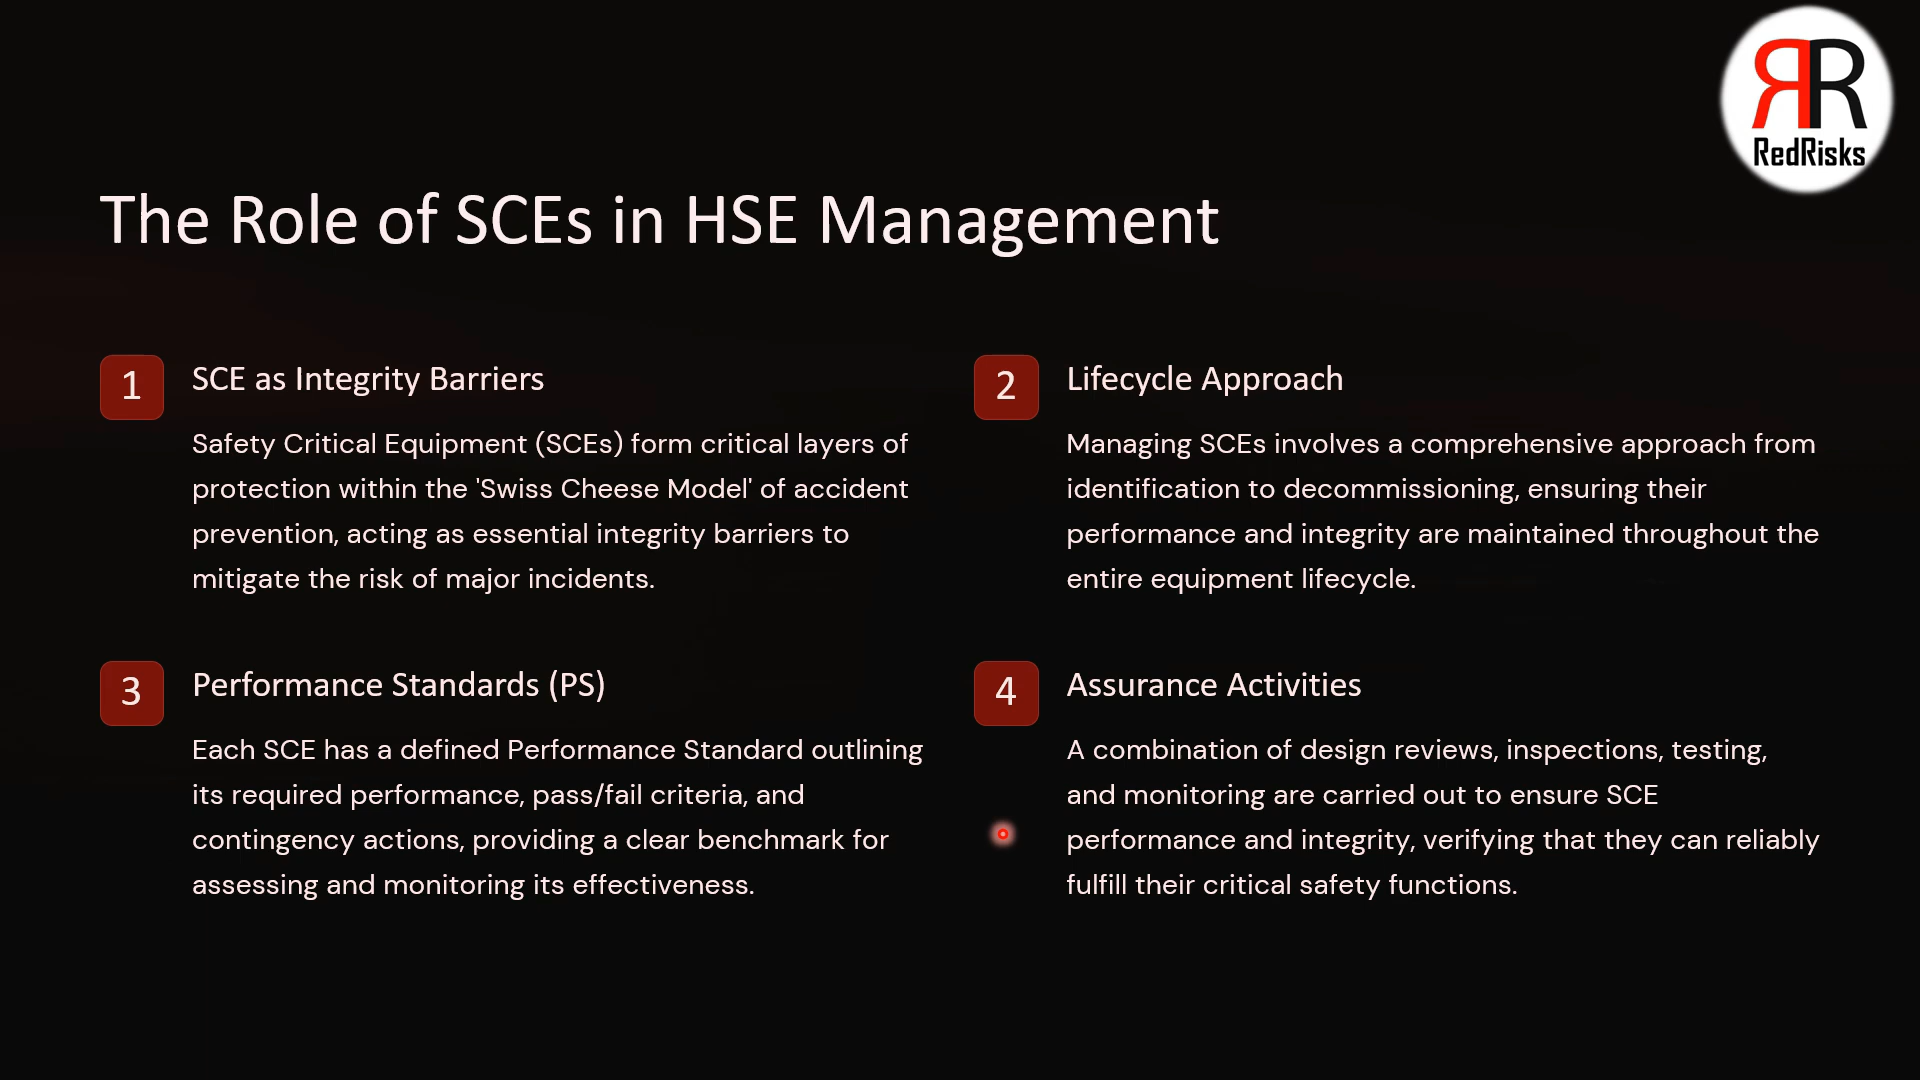 RR
RedRisks
The Role of SCEs in HSE Management
1
SCE as Integrity Barriers
Safety Critical Equipment (SCEs) form critical layers of
protection within the 'Swiss Cheese Model' of accident
prevention, acting as essential integrity barriers to
mitigate the risk of major incidents.
2
Lifecycle Approach
Managing SCEs involves a comprehensive approach from
identification to decommissioning, ensuring their
performance and integrity are maintained throughout the
entire equipment lifecycle.
3
Performance Standards (PS)
Each SCE has a defined Performance Standard outlining
its required performance, pass/fail criteria, and
contingency actions, providing a clear benchmark for
assessing and monitoring its effectiveness.
4
Assurance Activities
A combination of design reviews, inspections, testing,
and monitoring are carried out to ensure SCE
performance and integrity, verifying that they can reliably
fulfill their critical safety functions.